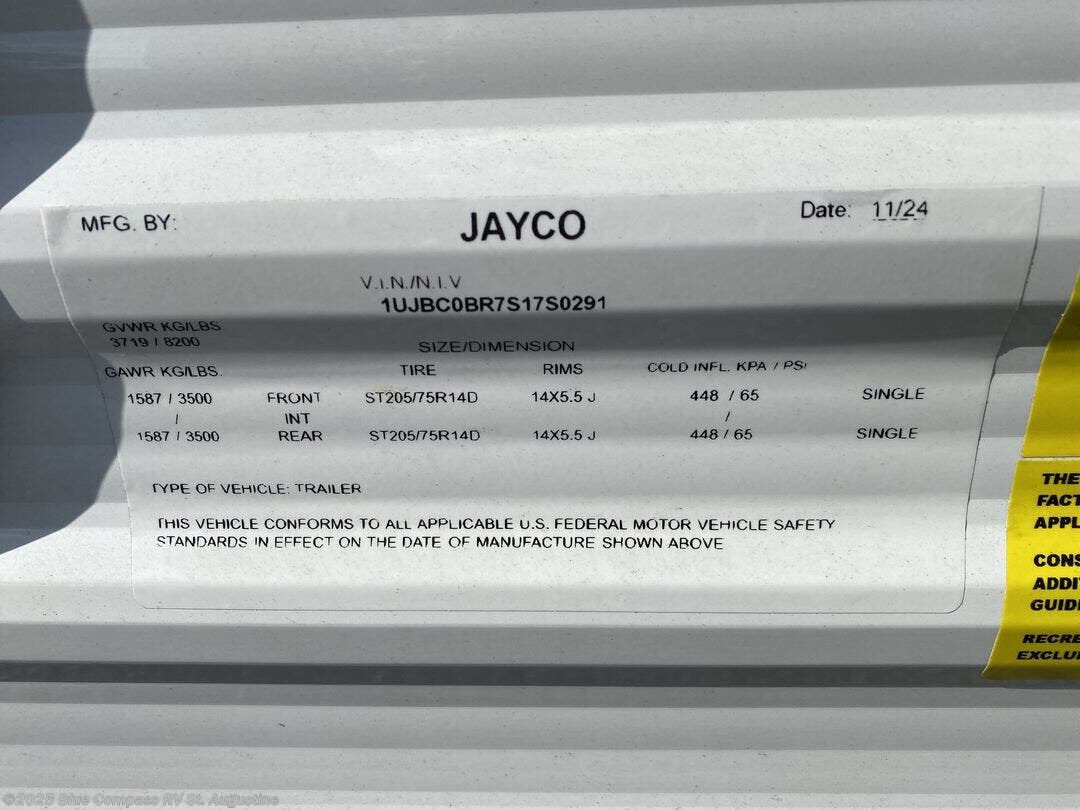 MFG. BY: JAYCO Date: 11/24
V.I.N./N.I.V
1UJBC0BR7S17S0291
GVWR KG/LBS
3719 / 8200
SIZE/DIMENSION
GAWR KG/LBS. TIRE RIMS COLD INFL. KPA / PSI
1587 / 3500 FRONT ST205/75R14D 14X5.5 J 448 / 65 SINGLE
/ INT /
1587 / 3500 REAR ST205/75R14D 14X5.5 J 448 / 65 SINGLE
TYPE OF VEHICLE: TRAILER
THIS VEHICLE CONFORMS TO ALL APPLICABLE U.S. FEDERAL MOTOR VEHICLE SAFETY
STANDARDS IN EFFECT ON THE DATE OF MANUFACTURE SHOWN ABOVE
THE
FACT
APPL
CONS
ADDI
GUID
RECRE
EXCLU
©2025 Blue Compass RV St. Augustine